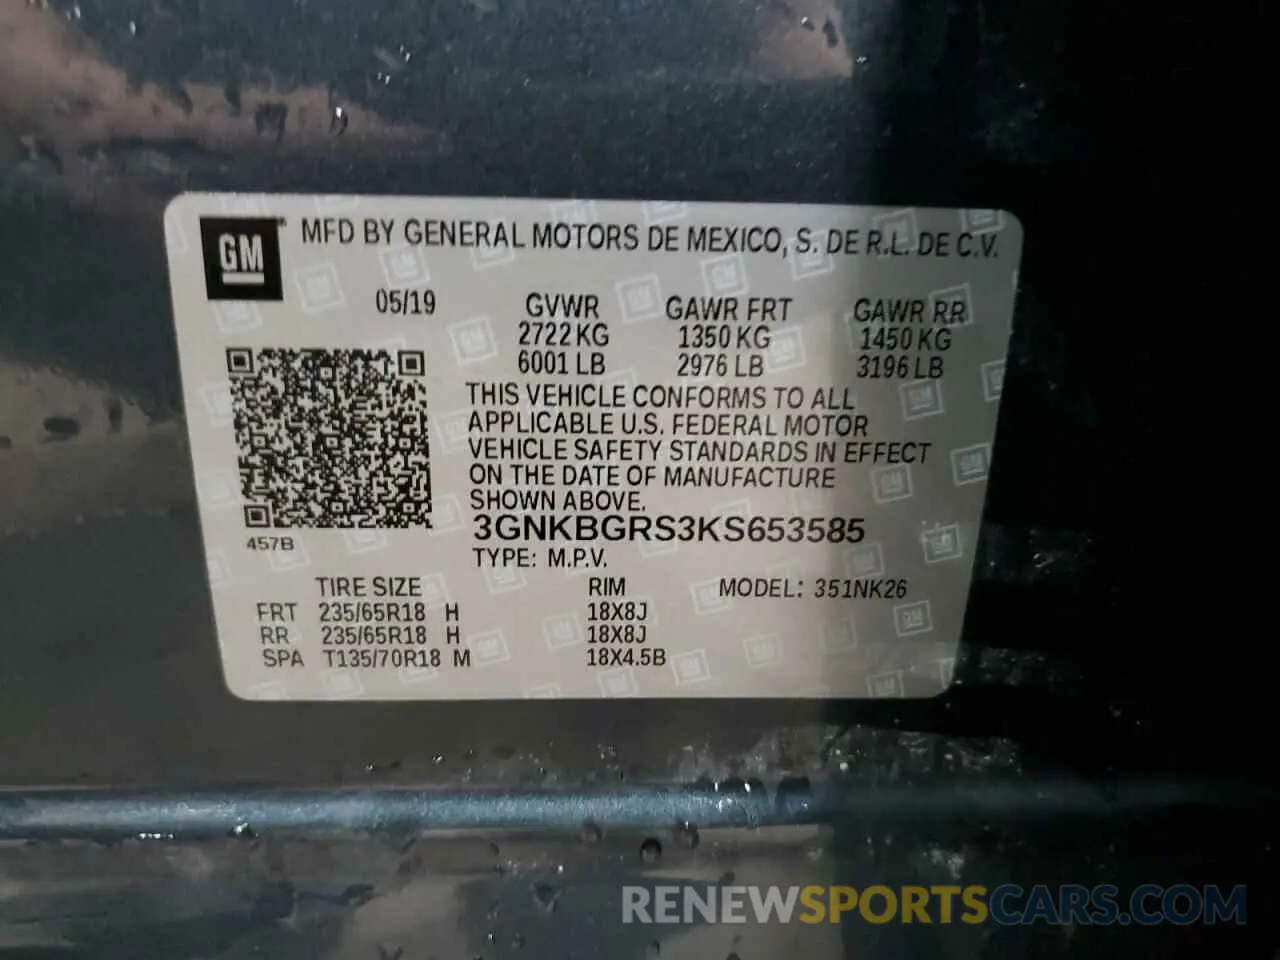 GM
MFD BY GENERAL MOTORS DE MEXICO, S. DE R.L. DE C.V.
05/19 GVWR GAWR FRT GAWR RR
2722 KG 1350 KG 1450 KG
6001 LB 2976 LB 3196 LB
THIS VEHICLE CONFORMS TO ALL
APPLICABLE U.S. FEDERAL MOTOR
VEHICLE SAFETY STANDARDS IN EFFECT
ON THE DATE OF MANUFACTURE
SHOWN ABOVE.
3GNKBGRS3KS653585
457B
TYPE: M.P.V.
TIRE SIZE RIM MODEL: 351NK26
FRT 235/65R18 H 18X8J
RR 235/65R18 H 18X8J
SPA T135/70R18 M 18X4.5B
RENEWSPORTSCARS.COM